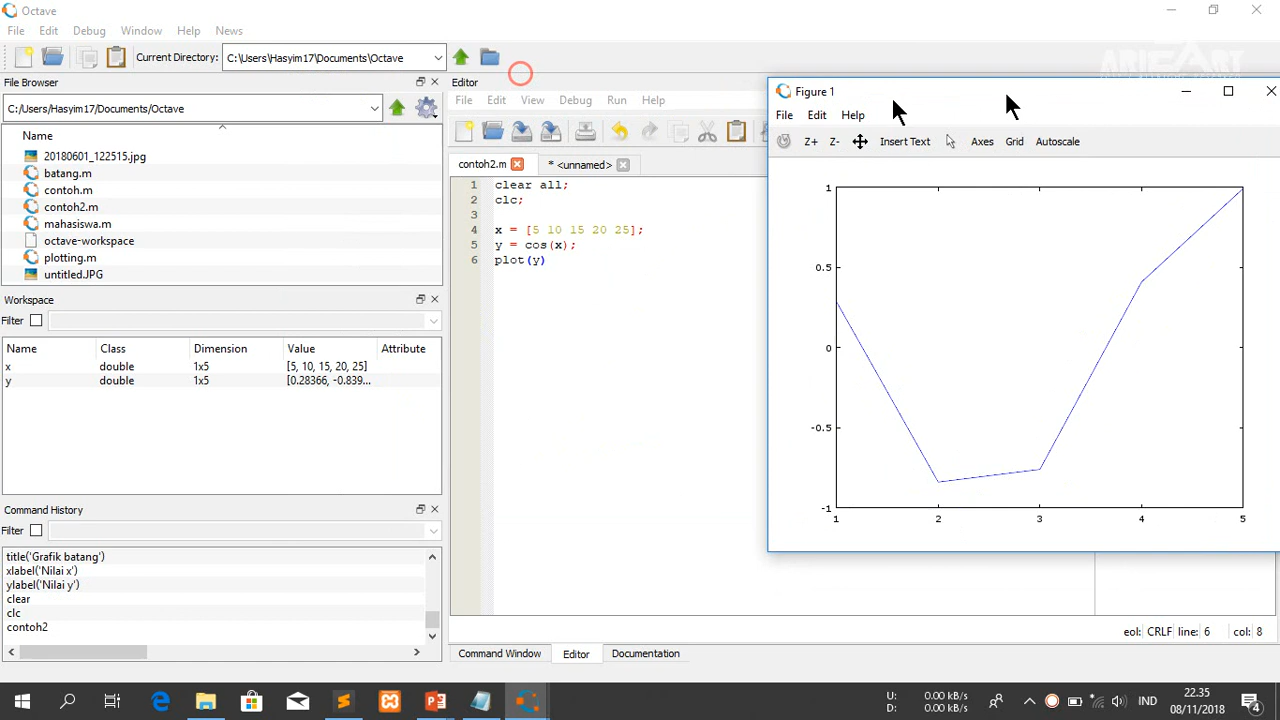 Octave
File Edit Debug Window Help News
Current Directory: C:\Users\Hasyim17\Documents\Octave
File Browser
C:/Users/Hasyim17/Documents/Octave
Name
20180601_122515.jpg
batang.m
contoh.m
contoh2.m
mahasiswa.m
octave-workspace
plotting.m
untitled.JPG
Workspace
Filter
Name Class Dimension Value Attribute
x double 1x5 [5, 10, 15, 20, 25]
y double 1x5 [0.28366, -0.839...
Command History
Filter
title('Grafik batang')
xlabel('Nilai x')
ylabel('Nilai y')
clear
clc
contoh2
Editor
File Edit View Debug Run Help
contoh2.m * <unnamed>
1 clear all;
2 clc;
3
4 x = [5 10 15 20 25];
5 y = cos(x);
6 plot(y)
eol: CRLF line: 6 col: 8
Command Window Editor Documentation
Figure 1
File Edit Help
Z+ Z- Insert Text Axes Grid Autoscale
1
0.5
0
-0.5
-1
1 2 3 4 5
U: 0.00 kB/s
D: 0.00 kB/s
IND
22.35
08/11/2018
4